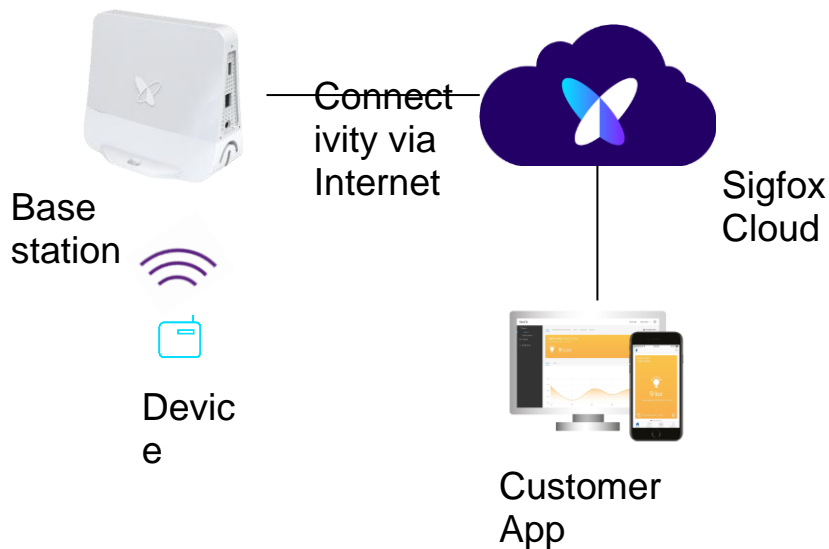 Connect
ivity via
Internet
Sigfox
Cloud
Base
station
Devic
e
Customer
App